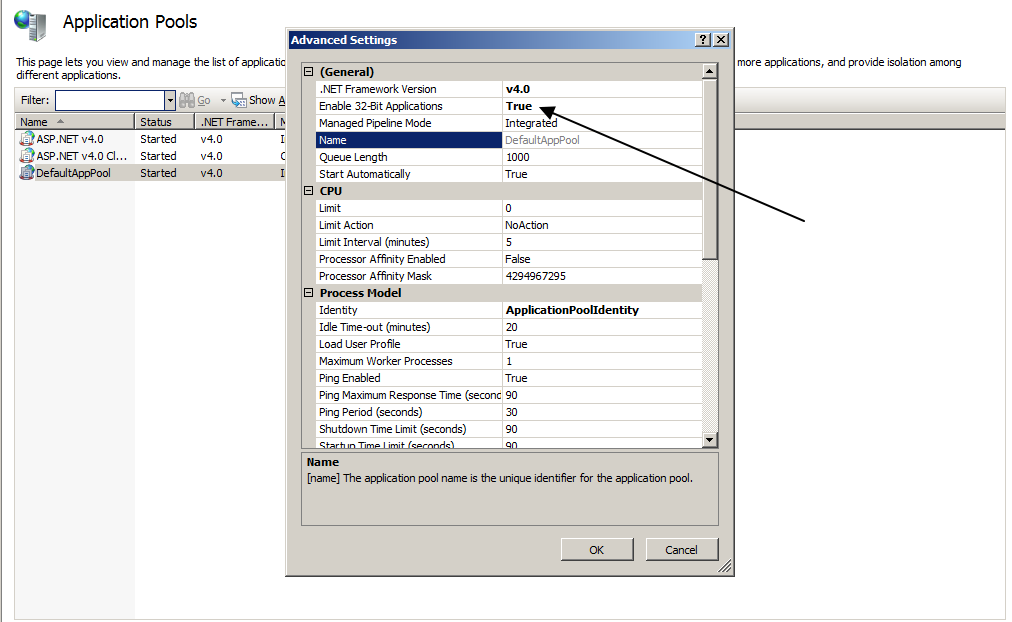 Application Pools
This page lets you view and manage the list of applicatio
more applications, and provide isolation among
different applications.
Filter:
Go
Show A
Name
Status
.NET Frame...
M
ASP.NET v4.0
Started
v4.0
ASP.NET v4.0 Cl...
Started
v4.0
DefaultAppPool
Started
v4.0
Advanced Settings
(General)
.NET Framework Version v4.0
Enable 32-Bit Applications True
Managed Pipeline Mode Integrated
Name DefaultAppPool
Queue Length 1000
Start Automatically True
CPU
Limit 0
Limit Action NoAction
Limit Interval (minutes) 5
Processor Affinity Enabled False
Processor Affinity Mask 4294967295
Process Model
Identity ApplicationPoolIdentity
Idle Time-out (minutes) 20
Load User Profile True
Maximum Worker Processes 1
Ping Enabled True
Ping Maximum Response Time (second 90
Ping Period (seconds) 30
Shutdown Time Limit (seconds) 90
Startup Time Limit (seconds) 90
Name
[name] The application pool name is the unique identifier for the application pool.
OK
Cancel